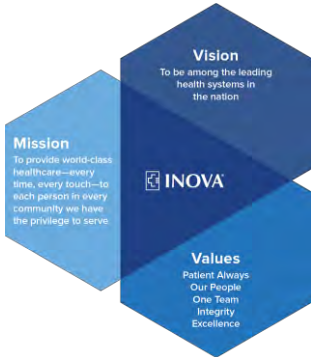 Vision
To be among the leading
health systems in
the nation
Mission
To provide world-class
healthcare—every
time, every touch—to
each person in every
community we have
the privilege to serve.
INOVA
Values
Patient Always
Our People
One Team
Integrity
Excellence